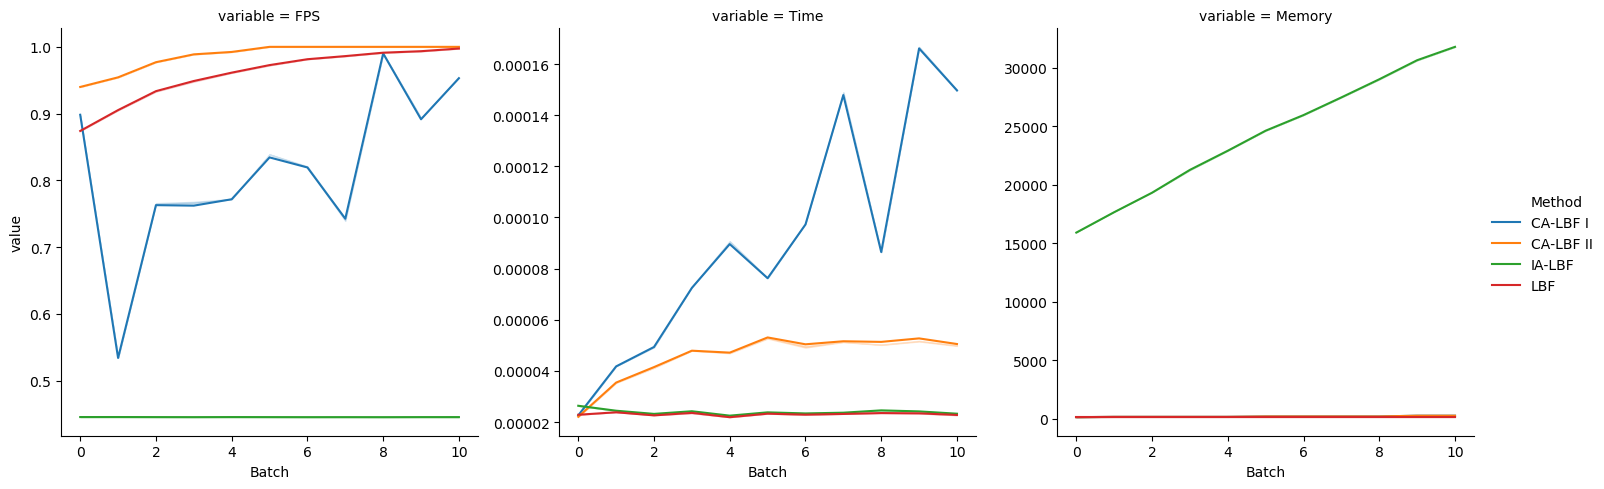 variable = FPS
variable = Time
variable = Memory
value
1.0
0.9
0.8
0.7
0.6
0.5
0 2 4 6 8 10
Batch
0.00016
0.00014
0.00012
0.00010
0.00008
0.00006
0.00004
0.00002
0 2 4 6 8 10
Batch
30000
25000
20000
15000
10000
5000
0
0 2 4 6 8 10
Batch
Method
CA-LBF I
CA-LBF II
IA-LBF
LBF